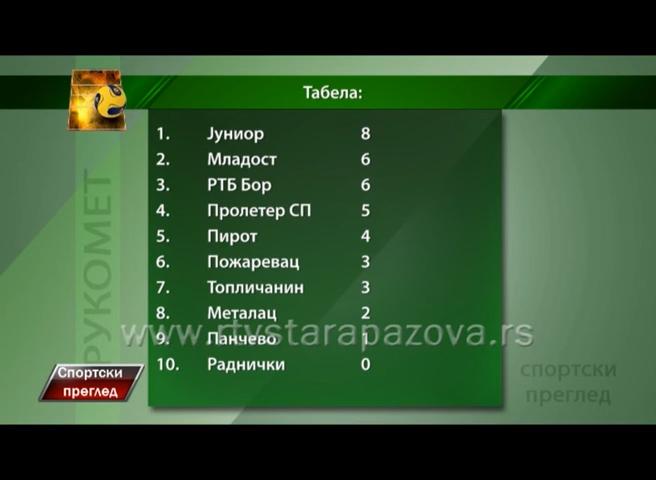 Табела:
1. Јуниор 8
2. Младост 6
3. РТБ Бор 6
4. Пролетер СП 5
5. Пирот 4
6. Пожаревац 3
7. Топличанин 3
8. Металац 2
www.rtvstarapazova.rs
9. Панчево 1
10. Раднички 0
РУКОМЕТ
Спортски
преглед
спортски
преглед